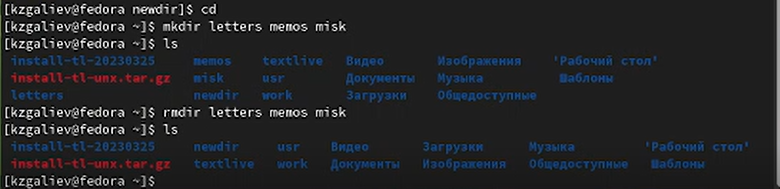 [kzgaliev@fedora newdir]$ cd
[kzgaliev@fedora ~]$ mkdir letters memos misk
[kzgaliev@fedora ~]$ ls
install-tl-20230325 memos textlive Видео Изображения 'Рабочий стол'
install-tl-unx.tar.gz misk usr Документы Музыка Шаблоны
letters newdir work Загрузки Общедоступные
[kzgaliev@fedora ~]$ rmdir letters memos misk
[kzgaliev@fedora ~]$ ls
install-tl-20230325 newdir usr Видео Загрузки Музыка 'Рабочий стол'
install-tl-unx.tar.gz textlive work Документы Изображения Общедоступные Шаблоны
[kzgaliev@fedora ~]$